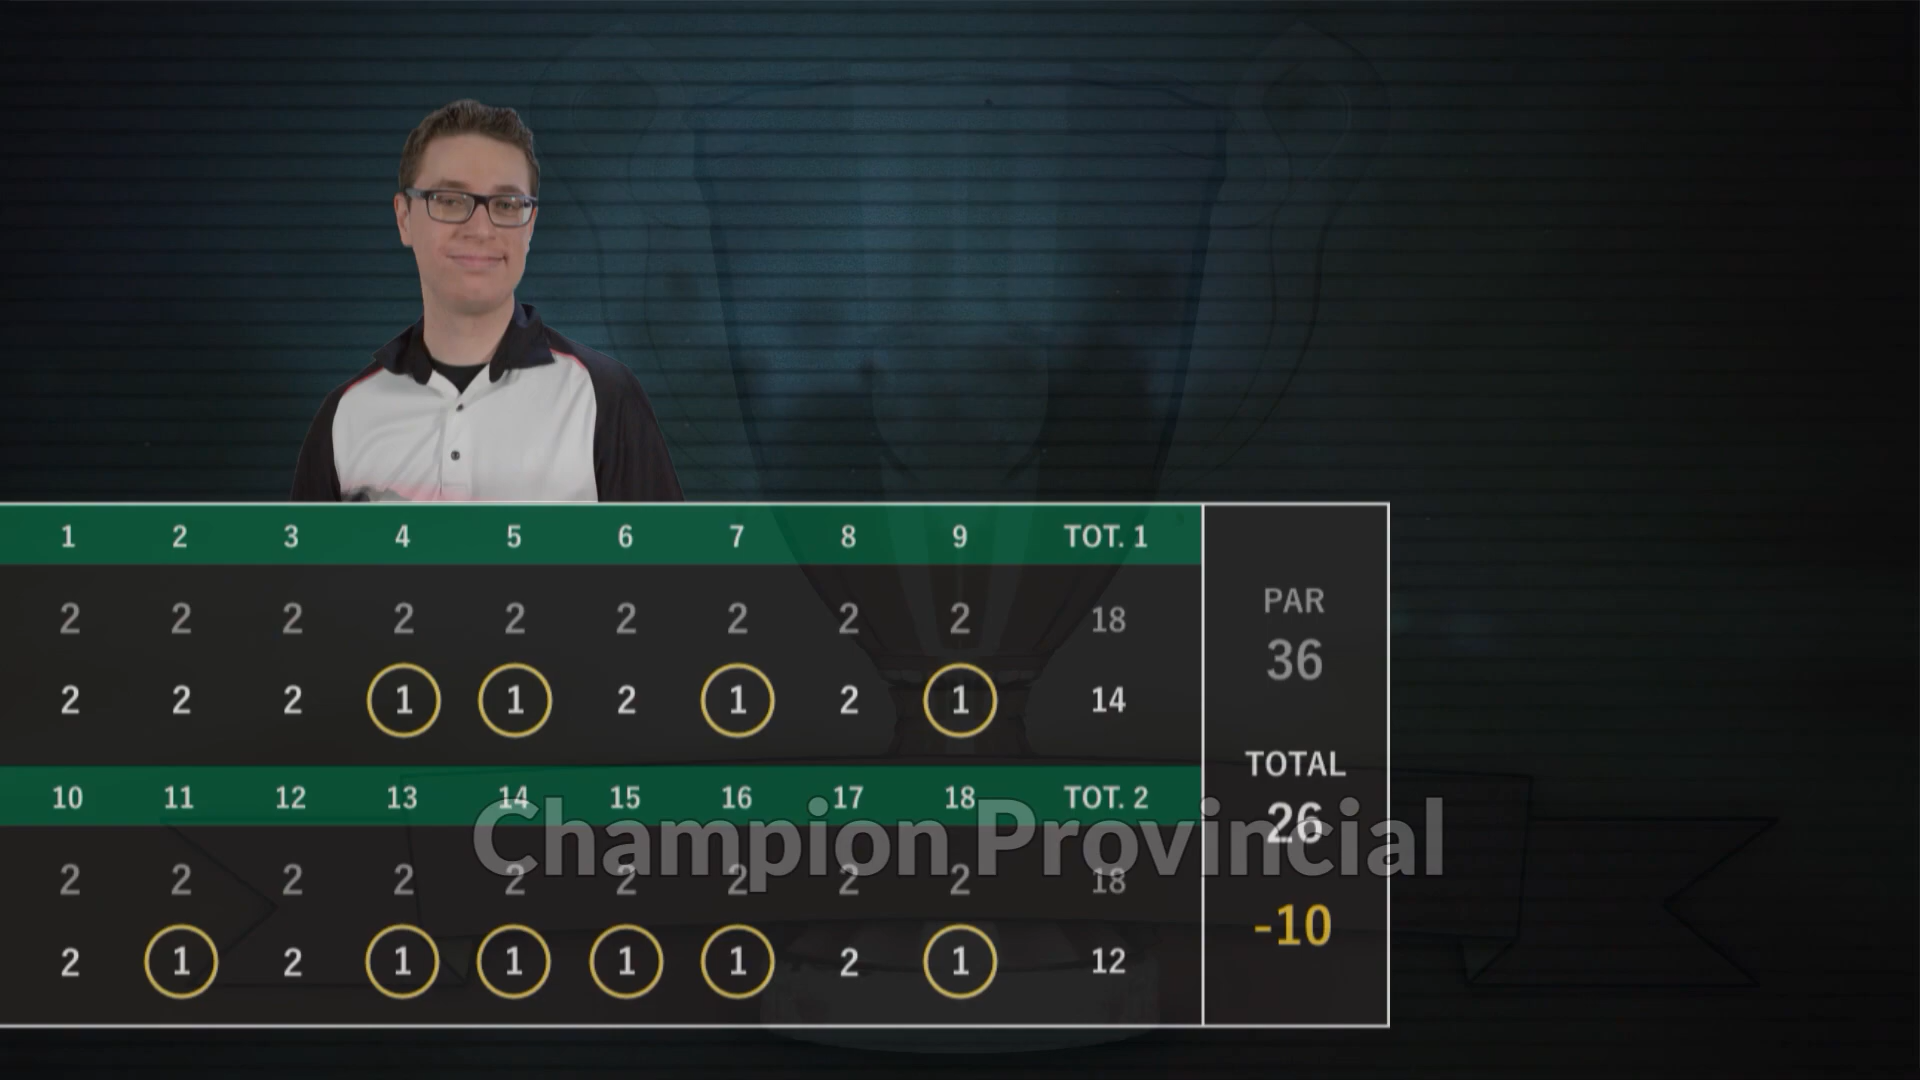 1 2 3 4 5 6 7 8 9 TOT. 1
2 2 2 2 2 2 2 2 2 18
2 2 2 1 1 2 1 2 1 14
PAR
36
TOTAL
26
-10
10 11 12 13 14 15 16 17 18 TOT. 2
Champion Provincial
2 2 2 2 2 2 2 2 2 18
2 1 2 1 1 1 1 2 1 12